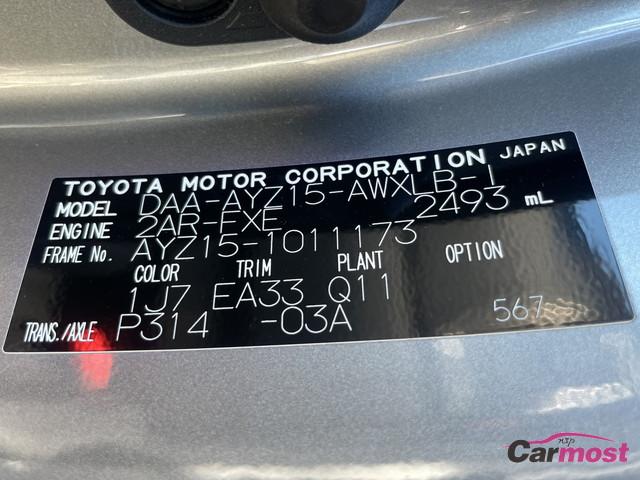 TOYOTA MOTOR CORPORATION JAPAN
MODEL DAA-AYZ15-AWXLB-I
ENGINE 2AR-FXE 2493 mL
FRAME No. AYZ15-1011173
COLOR TRIM PLANT OPTION
1J7 EA33 Q11
TRANS./AXLE P314 -03A 567
nxp
Carmost